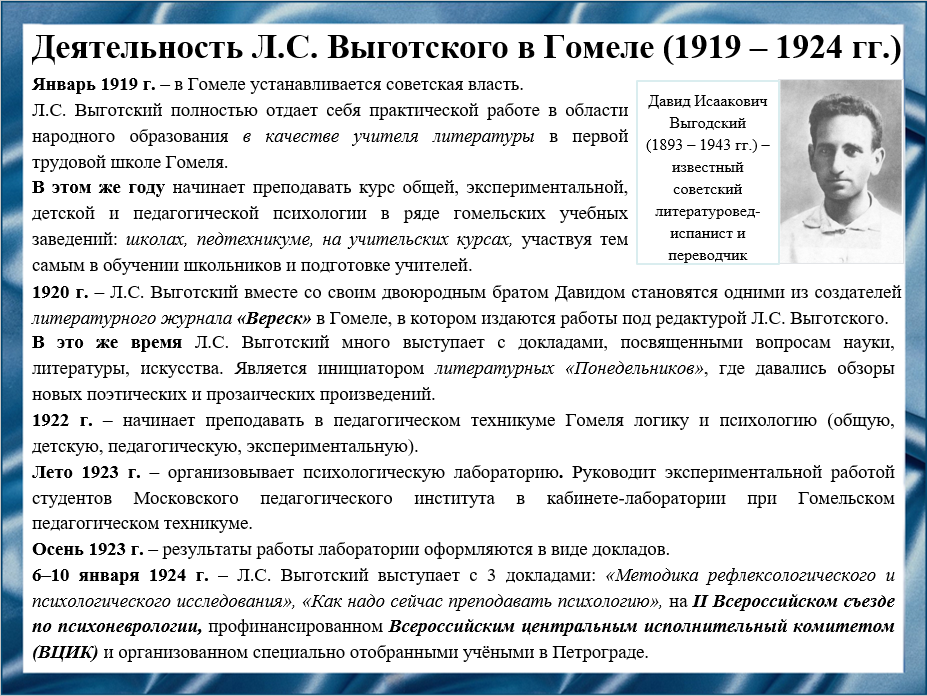 Деятельность Л.С. Выготского в Гомеле (1919 – 1924 гг.)
Январь 1919 г. – в Гомеле устанавливается советская власть.
Л.С. Выготский полностью отдает себя практической работе в области
народного образования в качестве учителя литературы в первой
трудовой школе Гомеля.
В этом же году начинает преподавать курс общей, экспериментальной,
детской и педагогической психологии в ряде гомельских учебных
заведений: школах, педтехникуме, на учительских курсах, участвуя тем
самым в обучении школьников и подготовке учителей.
Давид Исаакович
Выгодский
(1893 – 1943 гг.) –
известный
советский
литературовед-
испанист и
переводчик
1920 г. – Л.С. Выготский вместе со своим двоюродным братом Давидом становятся одними из создателей
литературного журнала «Вереск» в Гомеле, в котором издаются работы под редактурой Л.С. Выготского.
В это же время Л.С. Выготский много выступает с докладами, посвященными вопросам науки,
литературы, искусства. Является инициатором литературных «Понедельников», где давались обзоры
новых поэтических и прозаических произведений.
1922 г. – начинает преподавать в педагогическом техникуме Гомеля логику и психологию (общую,
детскую, педагогическую, экспериментальную).
Лето 1923 г. – организовывает психологическую лабораторию. Руководит экспериментальной работой
студентов Московского педагогического института в кабинете-лаборатории при Гомельском
педагогическом техникуме.
Осень 1923 г. – результаты работы лаборатории оформляются в виде докладов.
6–10 января 1924 г. – Л.С. Выготский выступает с 3 докладами: «Методика рефлексологического и
психологического исследования», «Как надо сейчас преподавать психологию», на II Всероссийском съезде
по психоневрологии, профинансированном Всероссийским центральным исполнительный комитетом
(ВЦИК) и организованном специально отобранными учёными в Петрограде.